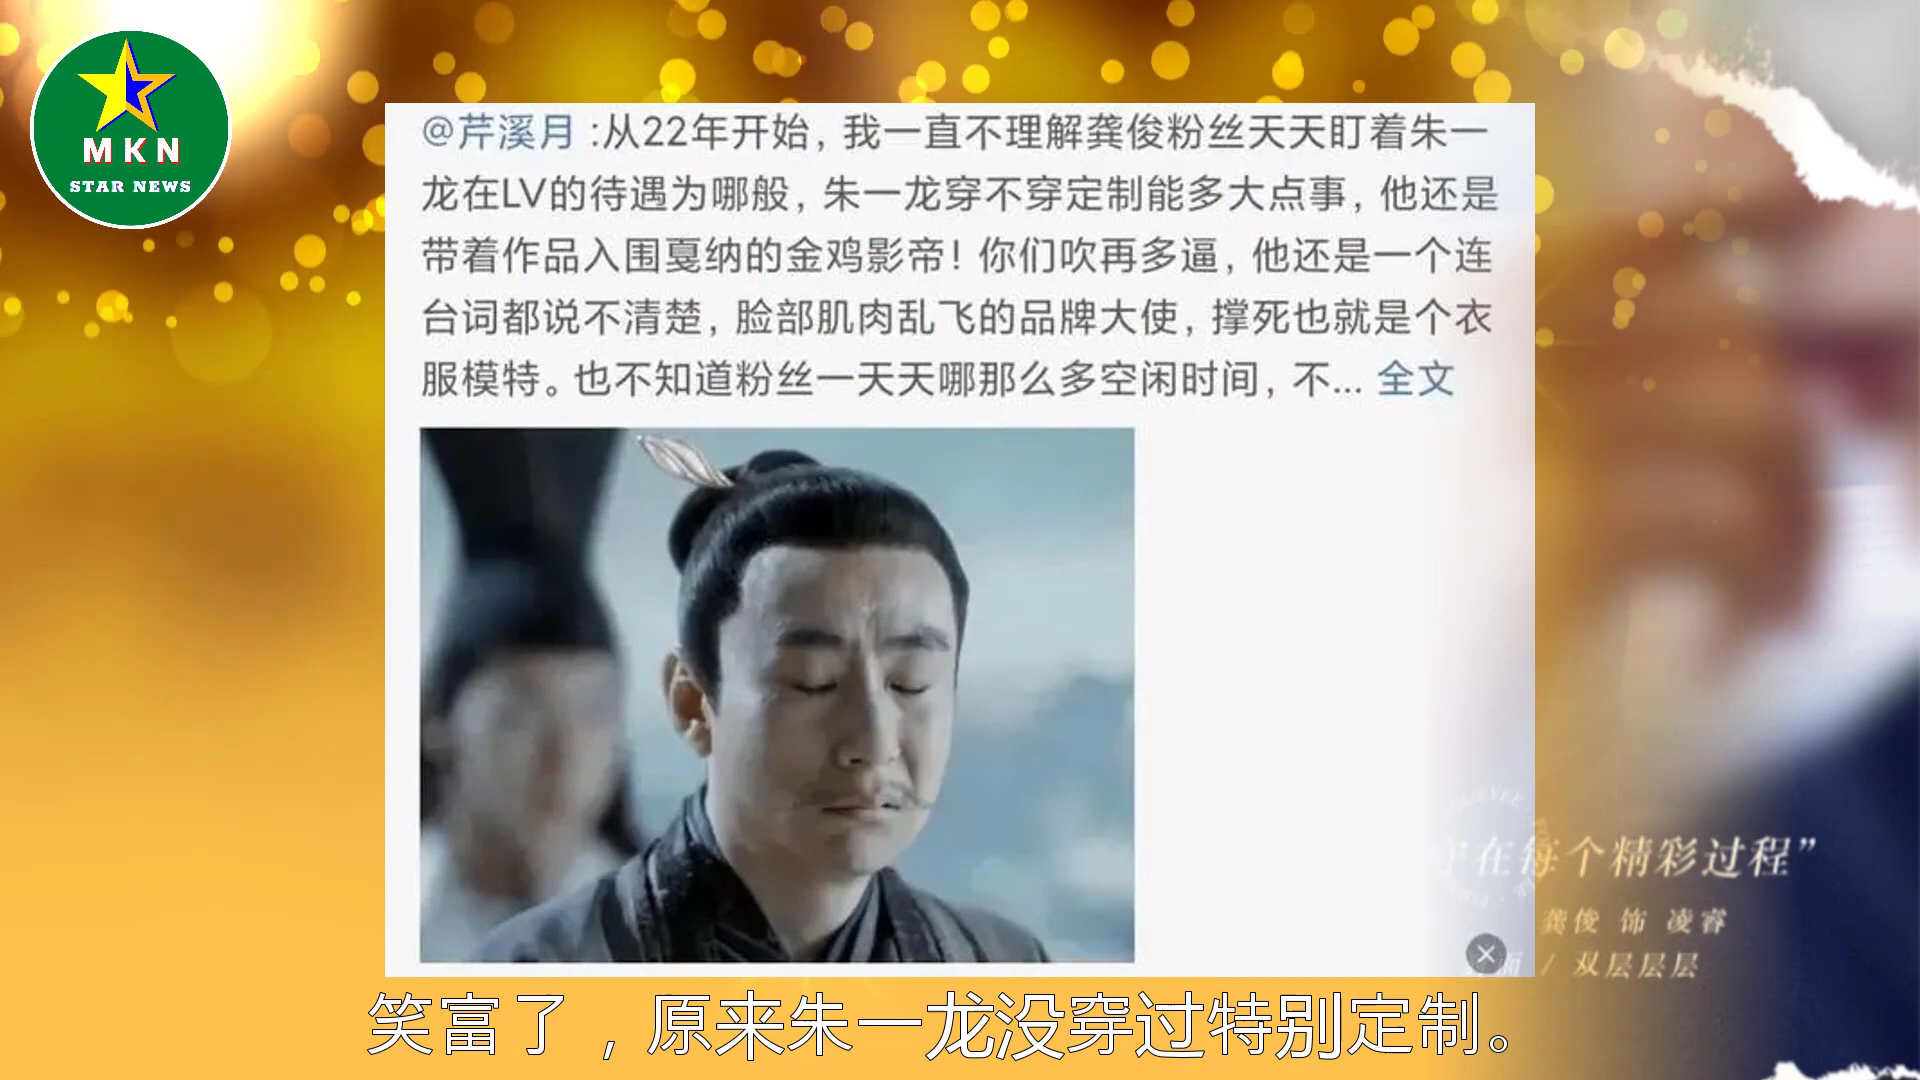 MKN
STAR NEWS
@芹溪月 :从22年开始，我一直不理解龚俊粉丝天天盯着朱一
龙在LV的待遇为哪般，朱一龙穿不穿定制能多大点事，他还是
带着作品入围戛纳的金鸡影帝！你们吹再多逼，他还是一个连
台词都说不清楚，脸部肌肉乱飞的品牌大使，撑死也就是个衣
服模特。也不知道粉丝一天天哪那么多空闲时间，不... 全文
在每个精彩过程”
龚俊 饰 凌睿
/ 双层层层
笑富了，原来朱一龙没穿过特别定制。